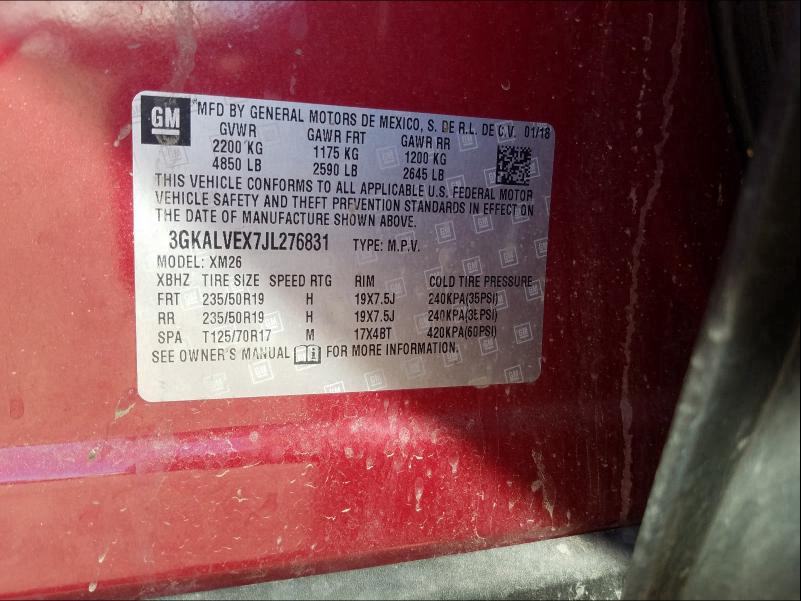 GM MFD BY GENERAL MOTORS DE MEXICO, S. DE R.L. DE C.V. 01/18
GVWR GAWR FRT GAWR RR
2200 KG 1175 KG 1200 KG
4850 LB 2590 LB 2645 LB
THIS VEHICLE CONFORMS TO ALL APPLICABLE U.S. FEDERAL MOTOR
VEHICLE SAFETY AND THEFT PREVENTION STANDARDS IN EFFECT ON
THE DATE OF MANUFACTURE SHOWN ABOVE.
3GKALVEX7JL276831 TYPE: M.P.V.
MODEL: XM26
XBHZ TIRE SIZE SPEED RTG RIM COLD TIRE PRESSURE
FRT 235/50R19 H 19X7.5J 240KPA(35PSI)
RR 235/50R19 H 19X7.5J 240KPA(35PSI)
SPA T125/70R17 M 17X4BT 420KPA(60PSI)
SEE OWNER'S MANUAL FOR MORE INFORMATION.